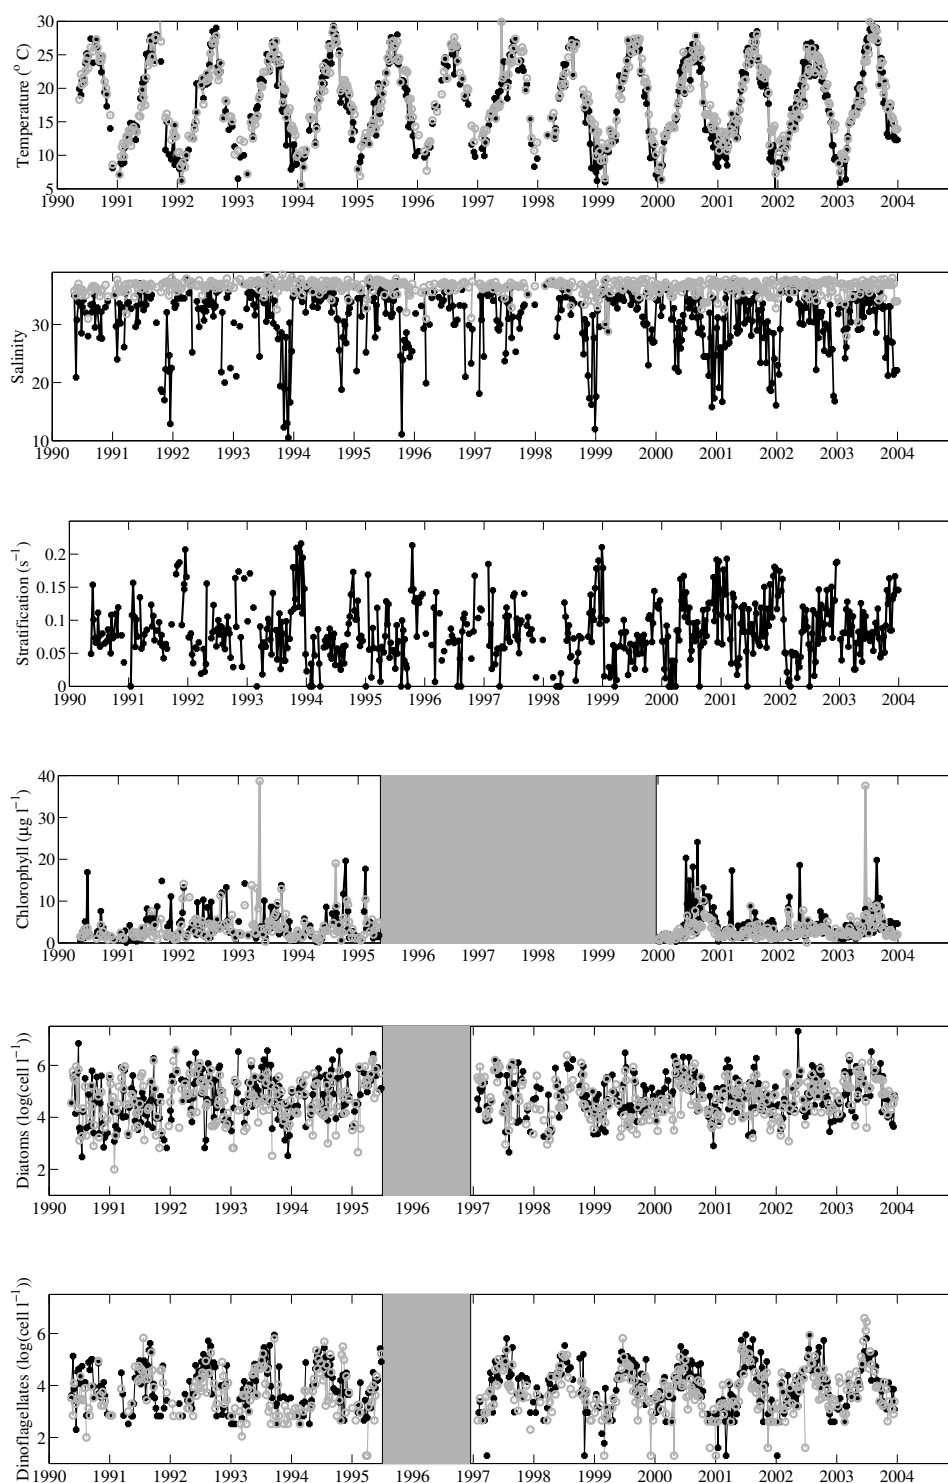 30
25
20
15
10
5
Temperature (° C)
1990 1991 1992 1993 1994 1995 1996 1997 1998 1999 2000 2001 2002 2003 2004
30
20
10
Salinity
1990 1991 1992 1993 1994 1995 1996 1997 1998 1999 2000 2001 2002 2003 2004
0.2
0.15
0.1
0.05
0
Stratification (s⁻¹)
1990 1991 1992 1993 1994 1995 1996 1997 1998 1999 2000 2001 2002 2003 2004
40
30
20
10
0
Chlorophyll (µg l⁻¹)
1990 1991 1992 1993 1994 1995 1996 1997 1998 1999 2000 2001 2002 2003 2004
6
4
2
Diatoms (log(cell l⁻¹))
1990 1991 1992 1993 1994 1995 1996 1997 1998 1999 2000 2001 2002 2003 2004
6
4
2
Dinoflagellates (log(cell l⁻¹))
1990 1991 1992 1993 1994 1995 1996 1997 1998 1999 2000 2001 2002 2003 2004